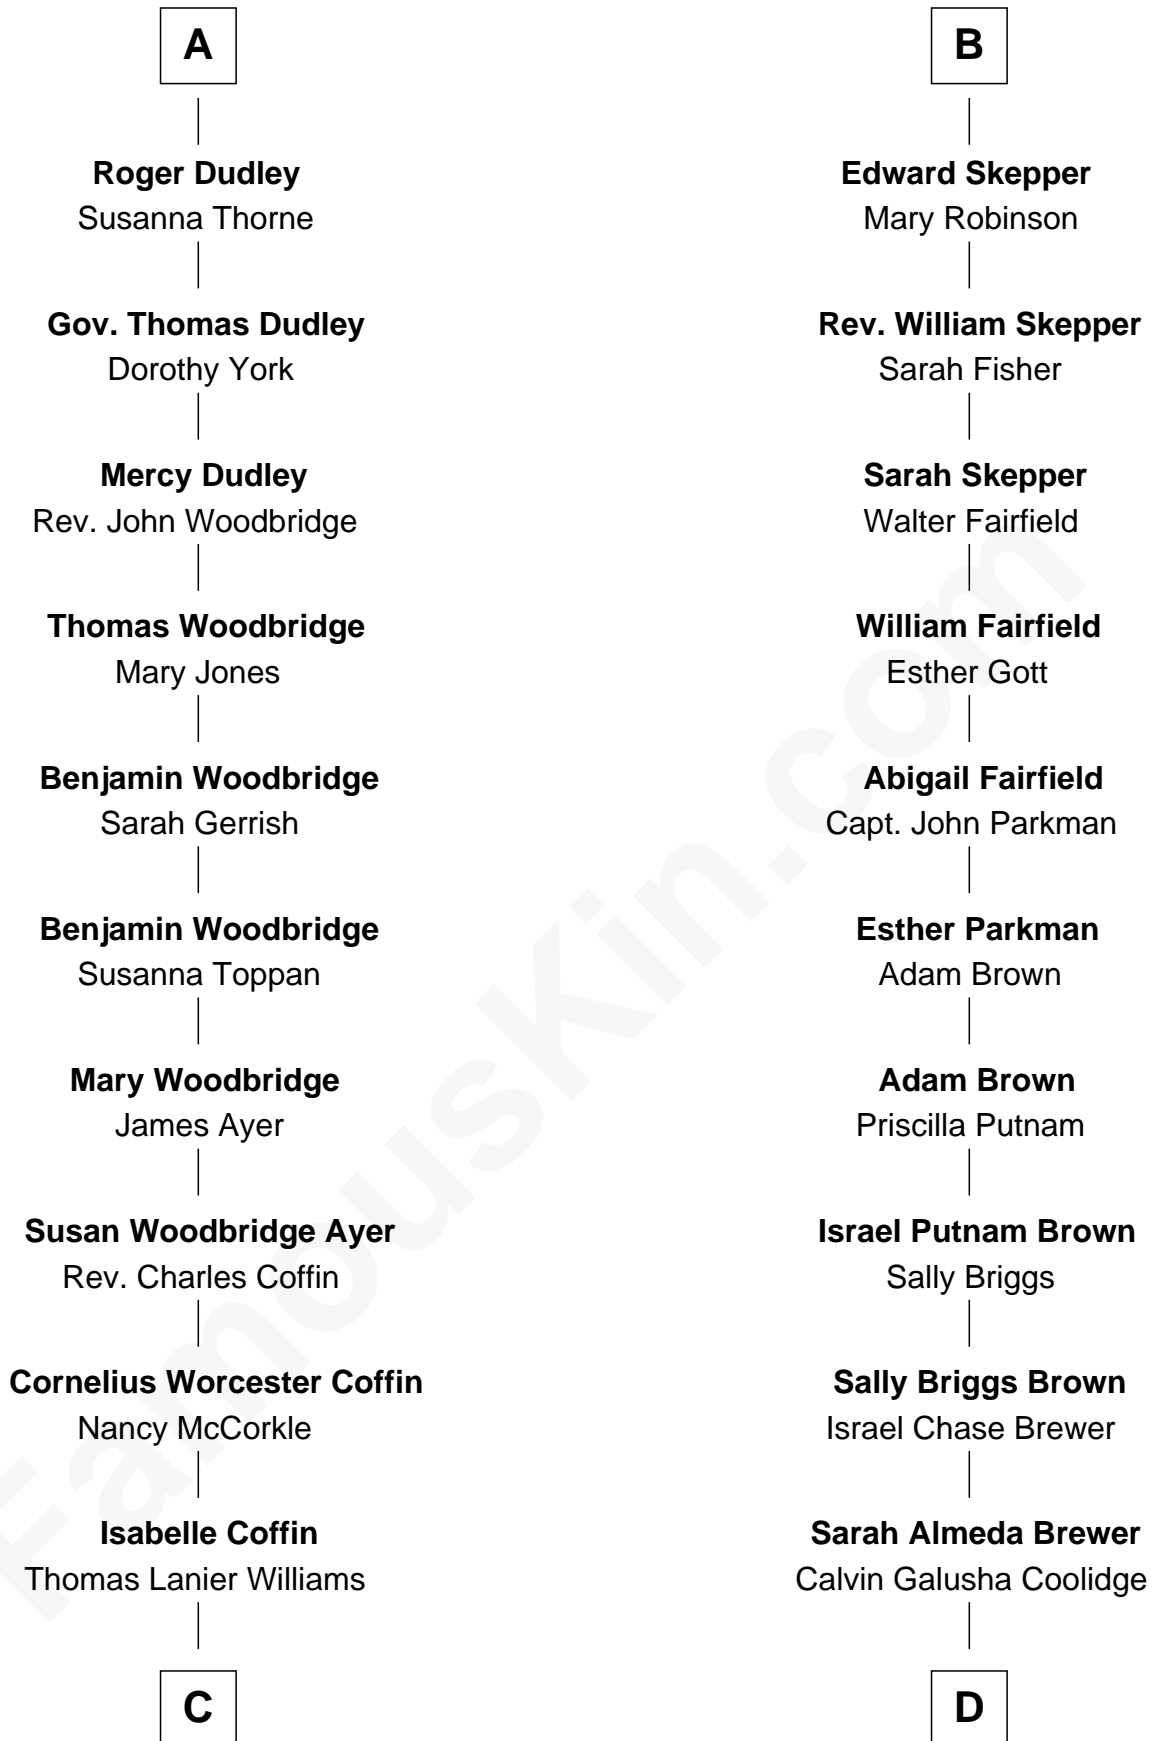 A
Roger Dudley
Susanna Thorne
Gov. Thomas Dudley
Dorothy York
Mercy Dudley
Rev. John Woodbridge
Thomas Woodbridge
Mary Jones
Benjamin Woodbridge
Sarah Gerrish
Benjamin Woodbridge
Susanna Toppan
Mary Woodbridge
James Ayer
Susan Woodbridge Ayer
Rev. Charles Coffin
Cornelius Worcester Coffin
Nancy McCorkle
Isabelle Coffin
Thomas Lanier Williams
C
B
Edward Skepper
Mary Robinson
Rev. William Skepper
Sarah Fisher
Sarah Skepper
Walter Fairfield
William Fairfield
Esther Gott
Abigail Fairfield
Capt. John Parkman
Esther Parkman
Adam Brown
Adam Brown
Priscilla Putnam
Israel Putnam Brown
Sally Briggs
Sally Briggs Brown
Israel Chase Brewer
Sarah Almeda Brewer
Calvin Galusha Coolidge
D
FamousKin.com